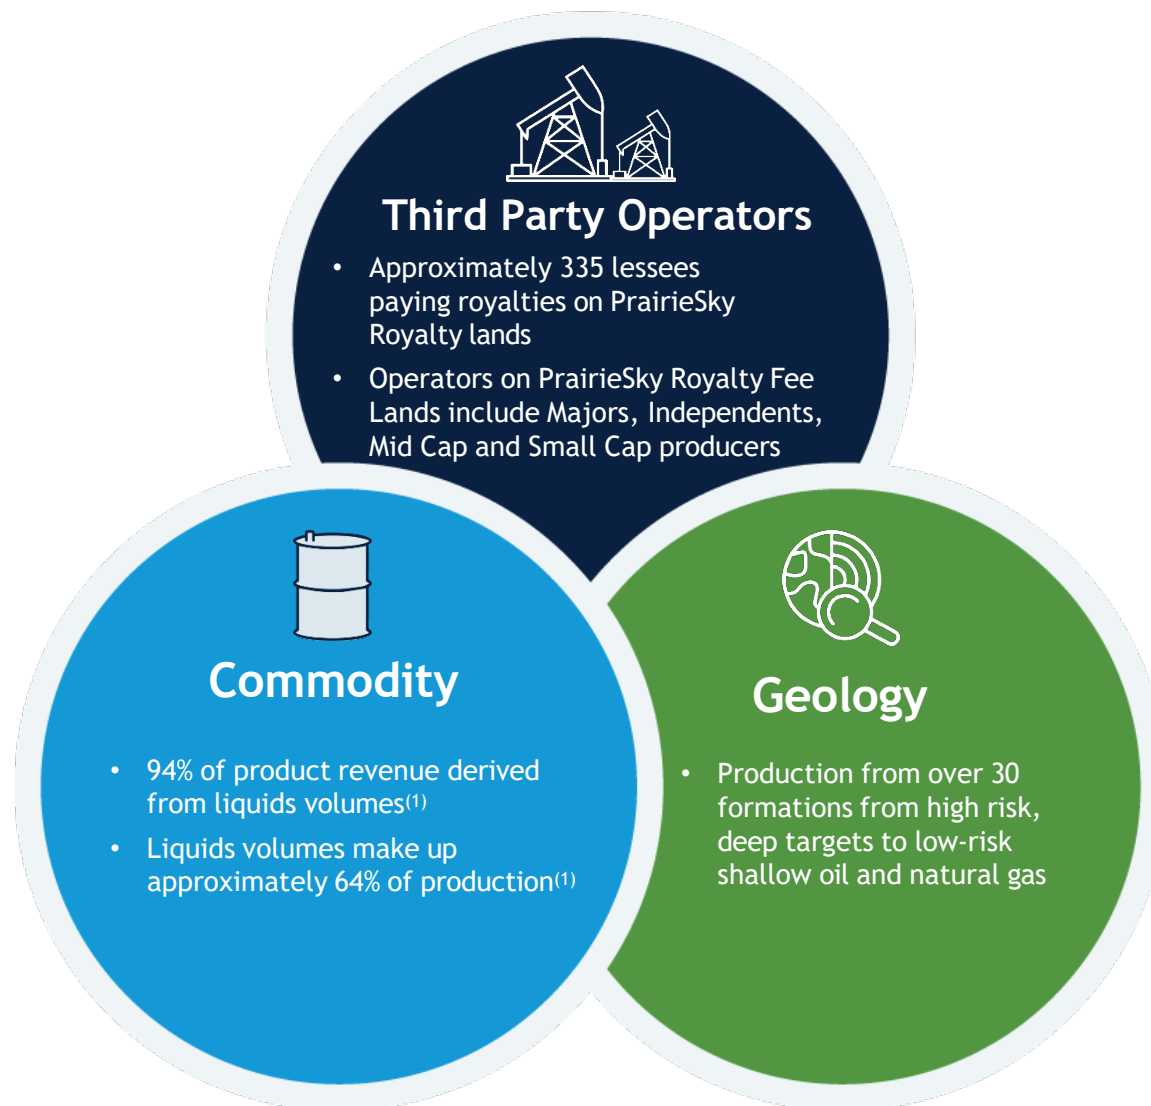 Third Party Operators
• Approximately 335 lessees
paying royalties on PrairieSky
Royalty lands
• Operators on PrairieSky Royalty Fee
Lands include Majors, Independents,
Mid Cap and Small Cap producers
Commodity
• 94% of product revenue derived
from liquids volumes(1)
• Liquids volumes make up
approximately 64% of production(1)
Geology
• Production from over 30
formations from high risk,
deep targets to low-risk
shallow oil and natural gas